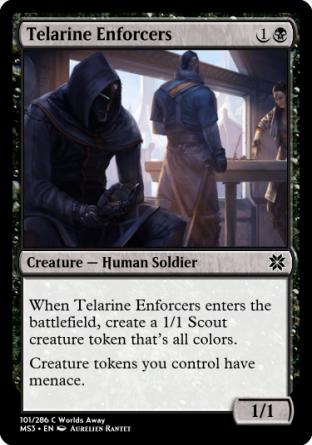 Telarine Enforcers 1
Creature — Human Soldier
When Telarine Enforcers enters the
battlefield, create a 1/1 Scout
creature token that's all colors.
Creature tokens you control have
menace.
101/286 C Worlds Away
MS3 • EN Aurelien Rantet
1/1